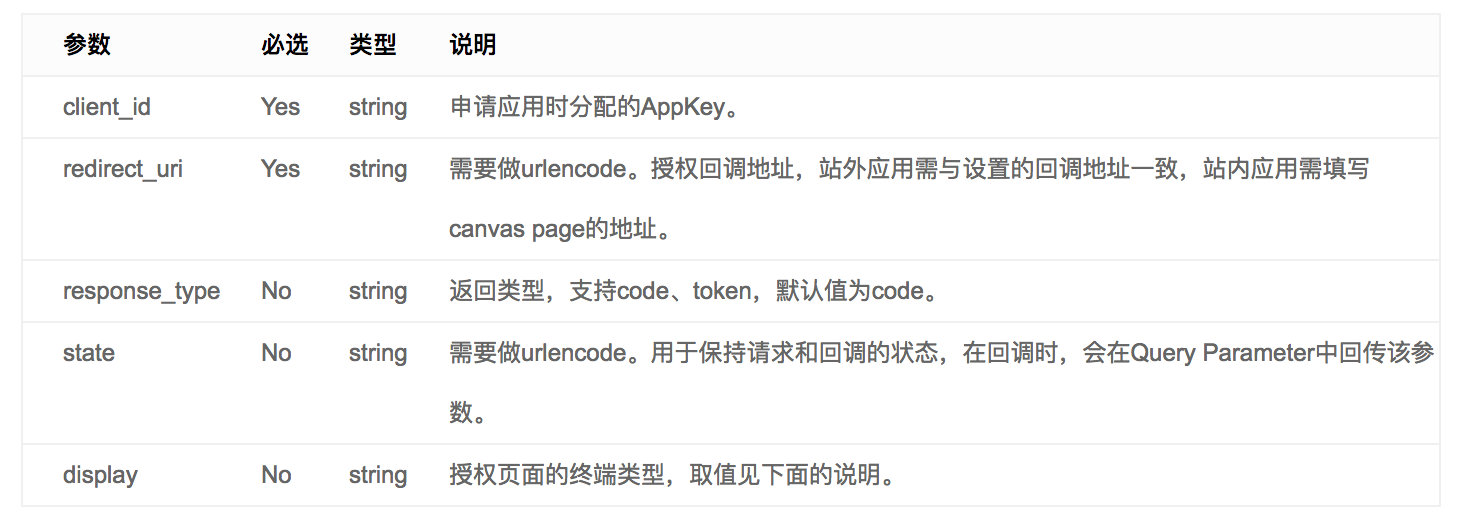 参数 必选 类型 说明
client_id Yes string 申请应用时分配的AppKey。
redirect_uri Yes string 需要做urlencode。授权回调地址，站外应用需与设置的回调地址一致，站内应用需填写
canvas page的地址。
response_type No string 返回类型，支持code、token，默认值为code。
state No string 需要做urlencode。用于保持请求和回调的状态，在回调时，会在Query Parameter中回传该参
数。
display No string 授权页面的终端类型，取值见下面的说明。